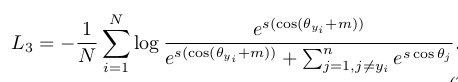 L_3 = -\frac{1}{N} \sum_{i=1}^{N} \log \frac{e^{s(\cos(\theta_{y_i}+m))}}{e^{s(\cos(\theta_{y_i}+m))} + \sum_{j=1,j\neq y_i}^{n} e^{s\cos\theta_j}}.